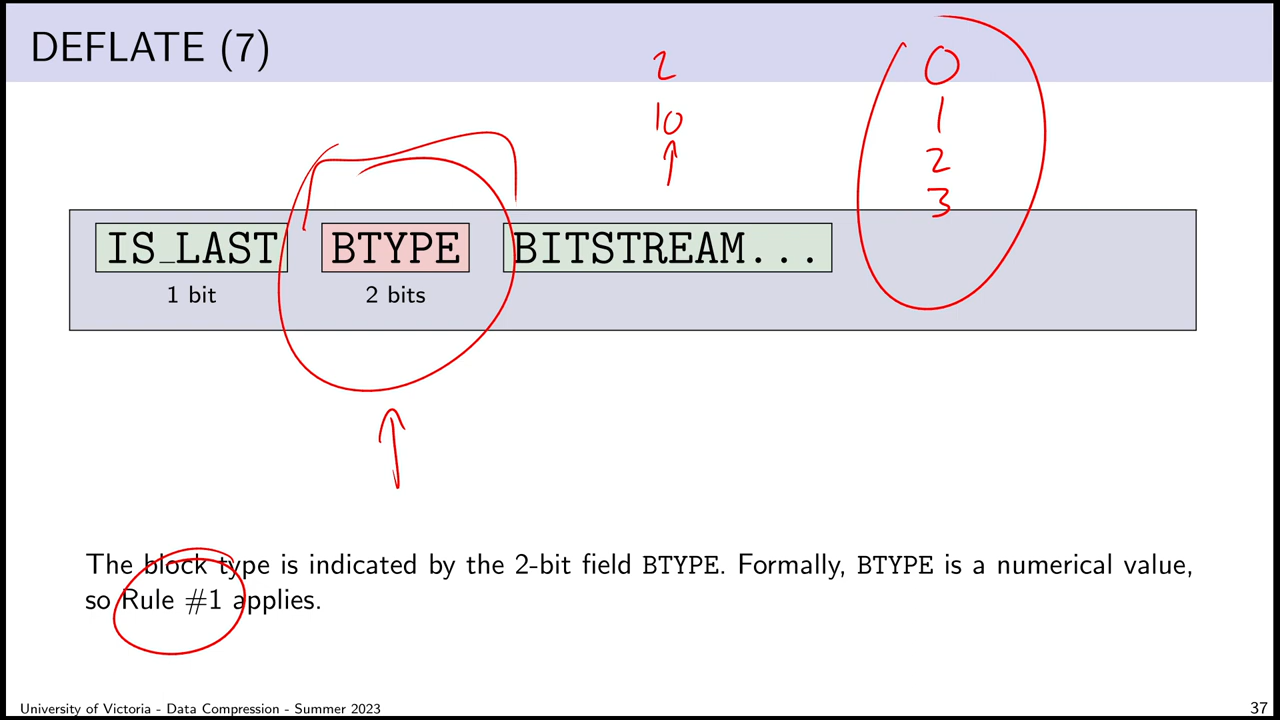 DEFLATE (7)
2
10
0
1
2
3
IS_LAST BTYPE BITSTREAM...
1 bit 2 bits
The block type is indicated by the 2-bit field BTYPE. Formally, BTYPE is a numerical value,
so Rule #1 applies.
University of Victoria - Data Compression - Summer 2023 37